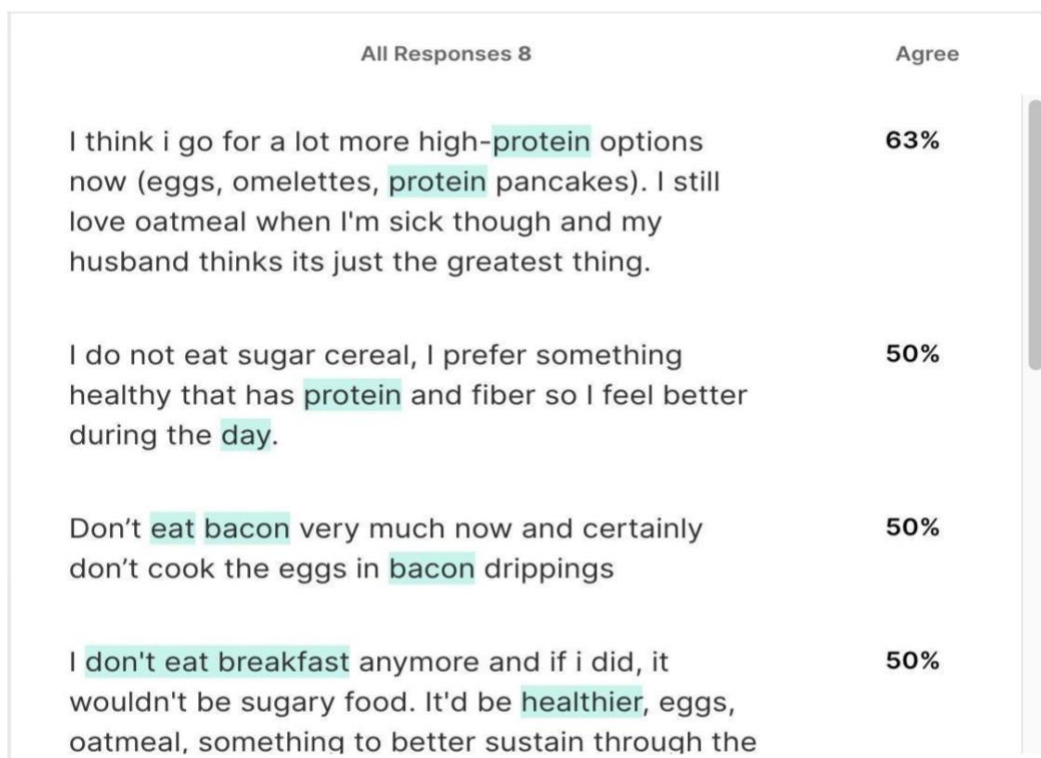 All Responses 8
Agree
I think i go for a lot more high-protein options
63%
now (eggs, omelettes, protein pancakes). I still
love oatmeal when I'm sick though and my
husband thinks its just the greatest thing.
I do not eat sugar cereal, I prefer something
50%
healthy that has protein and fiber so I feel better
during the day.
Don’t eat bacon very much now and certainly
50%
don’t cook the eggs in bacon drippings
I don't eat breakfast anymore and if i did, it
50%
wouldn't be sugary food. It'd be healthier, eggs,
oatmeal, something to better sustain through the